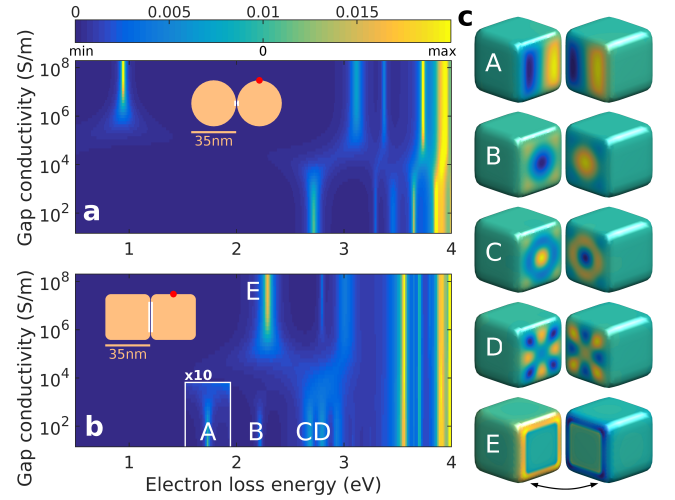 0 0.005 0.01 0.015
min 0 max
c
Gap conductivity (S/m)
10^8
10^6
10^4
10^2
35nm
a
1 2 3 4
Gap conductivity (S/m)
10^8
10^6
10^4
10^2
E
35nm
x10
b
A B CD
1 2 3 4
Electron loss energy (eV)
A
B
C
D
E